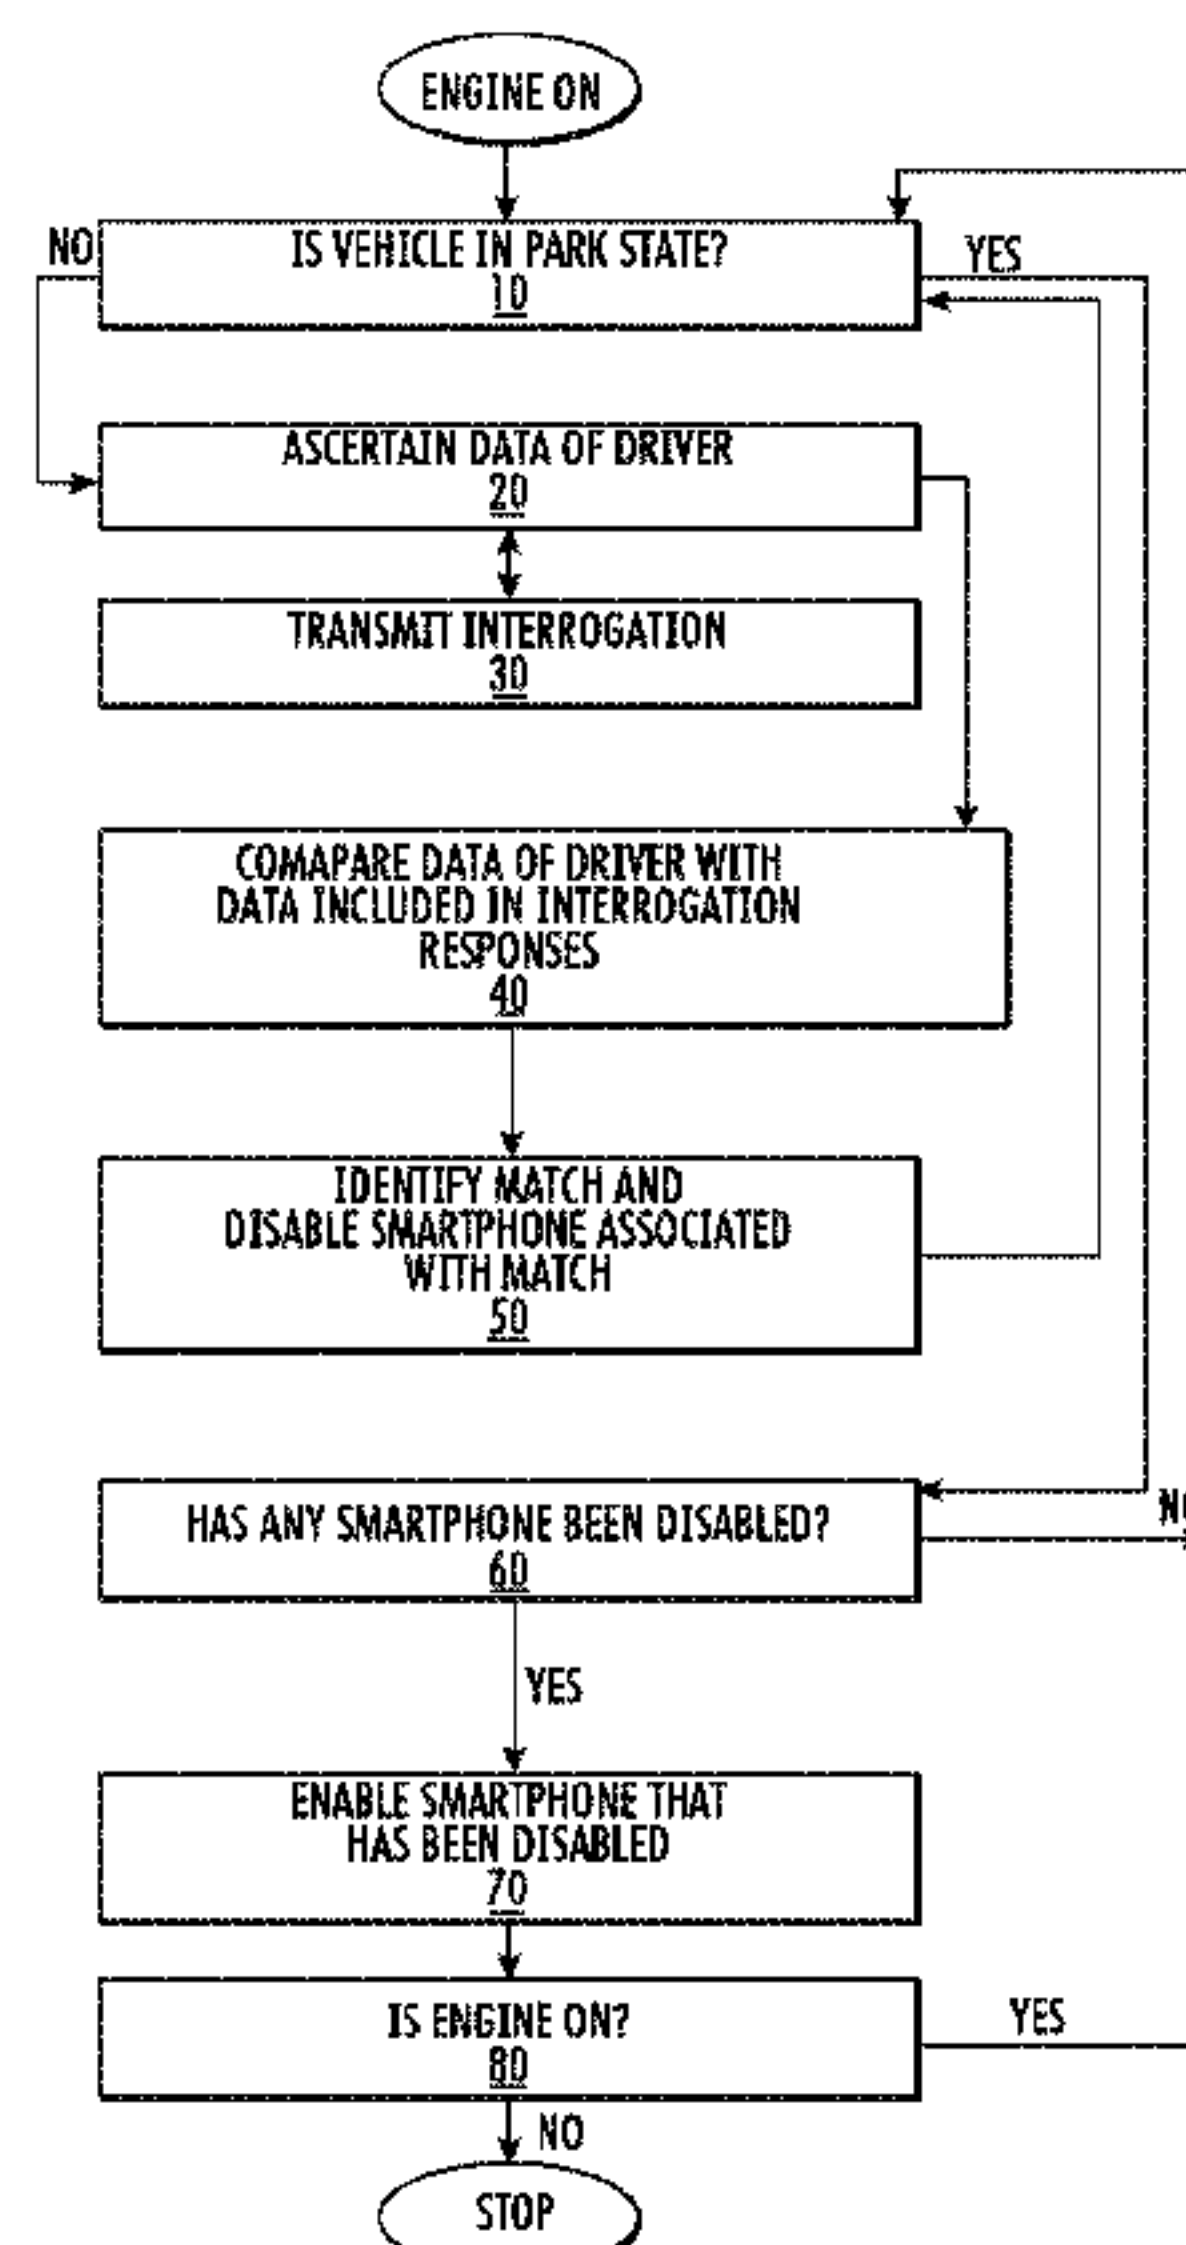 ENGINE ON
NO
IS VEHICLE IN PARK STATE?
YES
10
ASCERTAIN DATA OF DRIVER
20
TRANSMIT INTERROGATION
30
COMAPARE DATA OF DRIVER WITH
DATA INCLUDED IN INTERROGATION
RESPONSES
40
IDENTIFY MATCH AND
DISABLE SMARTPHONE ASSOCIATED
WITH MATCH
50
HAS ANY SMARTPHONE BEEN DISABLED?
60
YES
ENABLE SMARTPHONE THAT
HAS BEEN DISABLED
70
IS ENGINE ON?
80
YES
NO
STOP